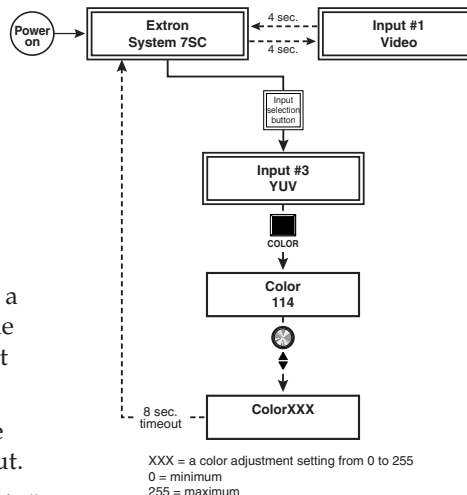 Power
on
Extron
System 7SC
4 sec.
4 sec.
Input #1
Video
Input
selection
button
Input #3
YUV
COLOR
Color
114
a
t
ut.
8 sec.
timeout
ColorXXX
XXX = a color adjustment setting from 0 to 255
0 = minimum
255 = maximum